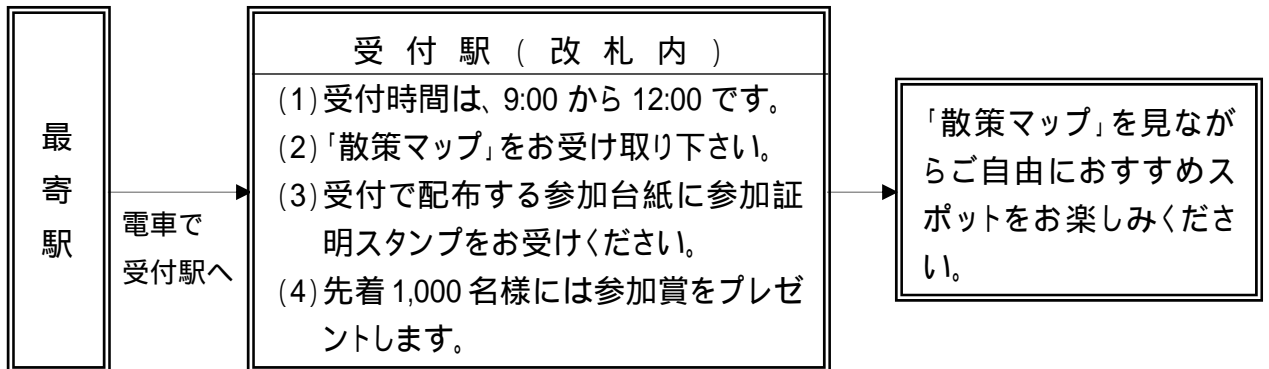 最寄駅
電車で
受付駅へ
受付駅(改札内)
(1)受付時間は、9:00 から 12:00 です。
(2)「散策マップ」をお受け取り下さい。
(3)受付で配布する参加台紙に参加証
明スタンプをお受けください。
(4)先着 1,000 名様には参加賞をプレゼ
ントします。
「散策マップ」を見なが
らご自由におすすめス
ポットをお楽しみくださ
い。